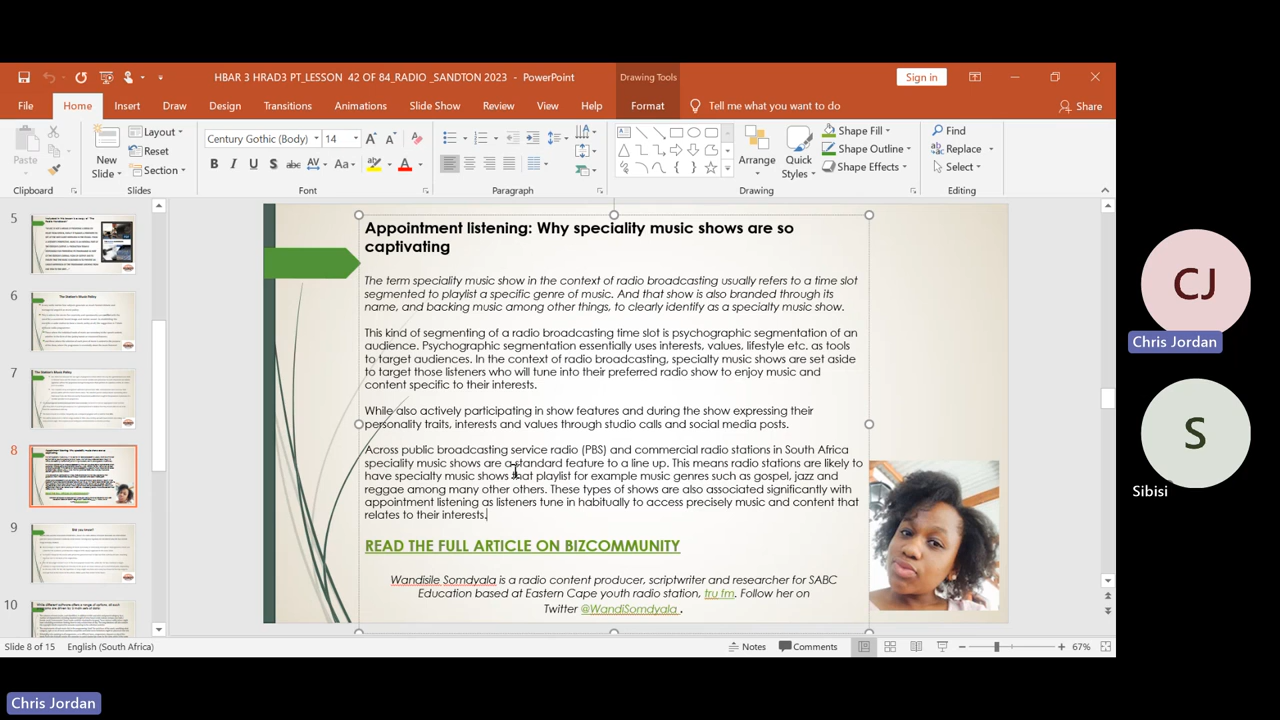 HBAR 3 HRAD3 PT_LESSON 42 OF 84_RADIO _SANDTON 2023 - PowerPoint
Drawing Tools
Sign in
File Home Insert Draw Design Transitions Animations Slide Show Review View Help Format Tell me what you want to do Share
Paste
Clipboard
New Slide
Layout
Reset
Section
Slides
Century Gothic (Body) 14
B I U S abc AV Aa A
Font
Paragraph
Arrange
Quick Styles
Shape Fill
Shape Outline
Shape Effects
Drawing
Find
Replace
Select
Editing
5
6
7
8
9
10
Appointment listening: Why speciality music shows are so
captivating
The term speciality music show in the context of radio broadcasting usually refers to a time slot
segmented to playlist a specific genre of music. And that show is also branded through its
name, and backing music among other things, to clearly identify as a specialty music show.
This kind of segmenting of a radio broadcasting time slot is psychographic segmentation of an
audience. Psychographic segmentation essentially uses interests, values, lifestyle etc. as tools
to target audiences. In the context of radio broadcasting, specialty music shows are set aside
to target those listeners who will tune in to their preferred radio show to enjoy music and
content specific to their interests.
While also actively participating in show features and during the show expressing their
personality traits, interests and values through studio calls and social media posts.
Across public broadcast service radio (PBS) and commercial radio stations in South Africa
speciality music shows are a standard feature to a line up. This means radio stations are likely to
have specialty music shows that playlist for example music genres such as gospel, jazz and
reggae among many other others. These types of shows are also associated significantly with
appointment listening as listeners tune in habitually to access precisely music and content that
relates to their interests.
READ THE FULL ARTICLE ON BIZCOMMUNITY
Wandisile Somdyala is a radio content producer, scriptwriter and researcher for SABC
Education based at Eastern Cape youth radio station, tru fm. Follow her on
Twitter @WandiSomdyala .
Slide 8 of 15
English (South Africa)
Notes
Comments
67%
CJ
Chris Jordan
S
Sibisi
Chris Jordan